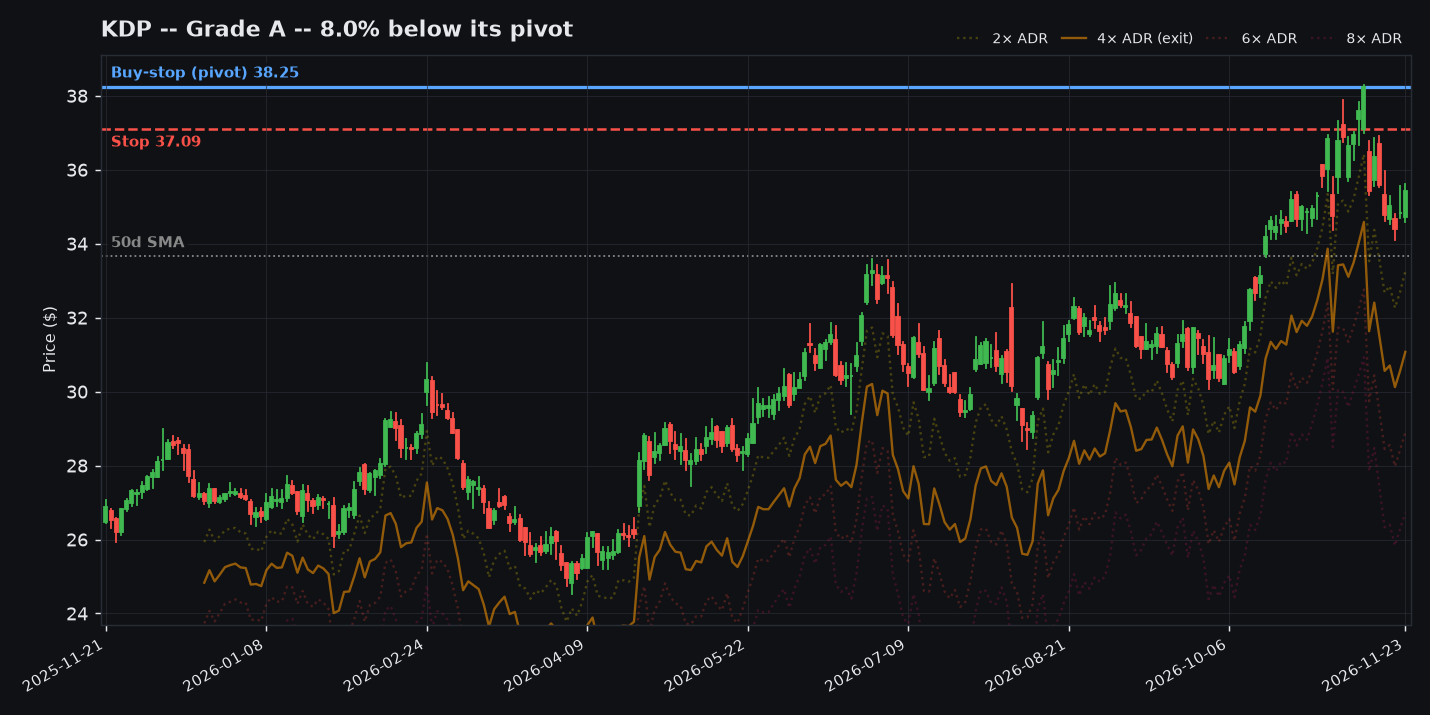 KDP -- Grade A -- 8.0% below its pivot
2× ADR
4× ADR (exit)
6× ADR
8× ADR
Buy-stop (pivot) 38.25
Stop 37.09
50d SMA
Price ($)
38
36
34
32
30
28
26
24
2025-11-21
2026-01-08
2026-02-24
2026-04-09
2026-05-22
2026-07-09
2026-08-21
2026-10-06
2026-11-23